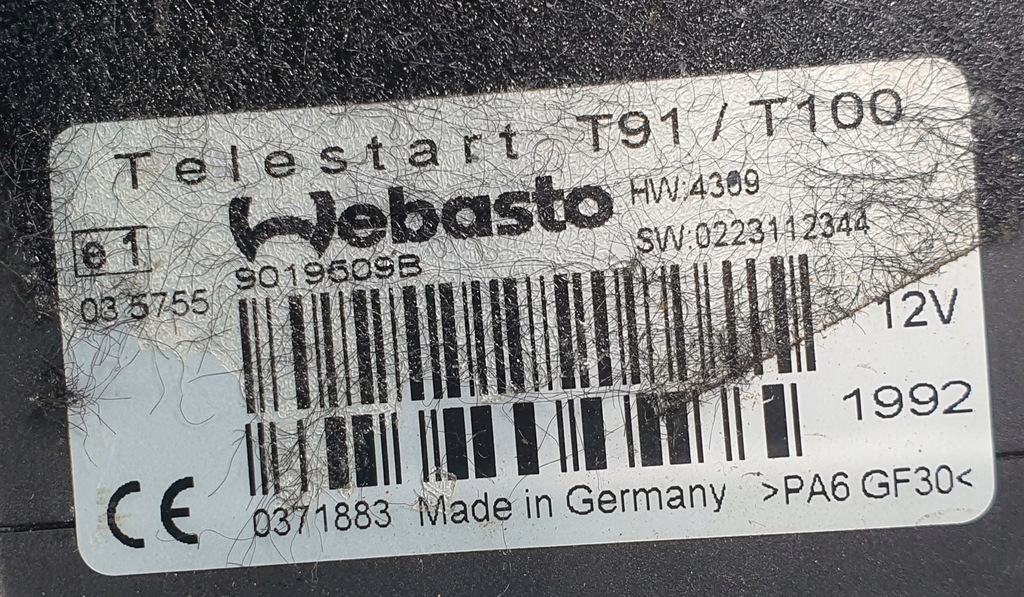 Telestart T91 / T100
Webasto HW:4309
e1 SW:0223112344
9019509B
03 5755
12V
1992
CE 0371883 Made in Germany >PA6 GF30<